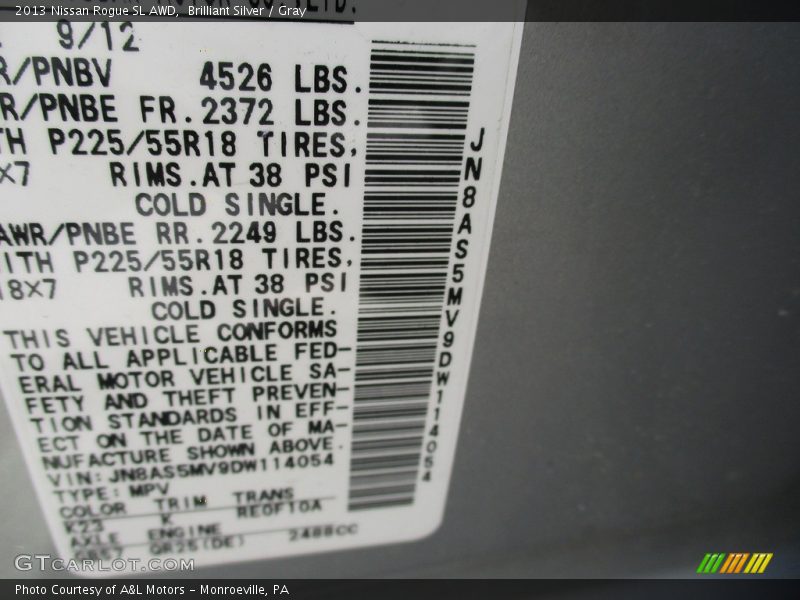 2013 Nissan Rogue SL AWD, Brilliant Silver / Gray
LTD.
9/12
R/PNBV 4526 LBS.
R/PNBE FR. 2372 LBS.
TH P225/55R18 TIRES,
X7 RIMS. AT 38 PSI
COLD SINGLE.
AWR/PNBE RR. 2249 LBS.
ITH P225/55R18 TIRES,
18X7 RIMS. AT 38 PSI
COLD SINGLE.
THIS VEHICLE CONFORMS
TO ALL APPLICABLE FED-
ERAL MOTOR VEHICLE SA-
FETY AND THEFT PREVEN-
TION STANDARDS IN EFF-
ECT ON THE DATE OF MA-
NUFACTURE SHOWN ABOVE.
VIN: JN8AS5MV9DW114054
TYPE: MPV
COLOR TRIM TRANS
K23 K RE0F10A
AXLE ENGINE
QR25(DE) 2488CC
JN8AS5MV9DW114054
GTCARLOT.COM
Photo Courtesy of A&L Motors – Monroeville, PA